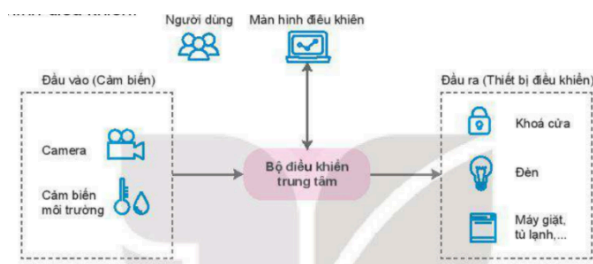 Người dùng
Màn hình điều khiên
Đầu vào (Cảm biến)
Đầu ra (Thiết bị điều khiển)
Camera
Cảm biến
môi trường
Bộ điều khiển
trung tâm
Khoá cửa
Đèn
Máy giặt,
tủ lạnh,...